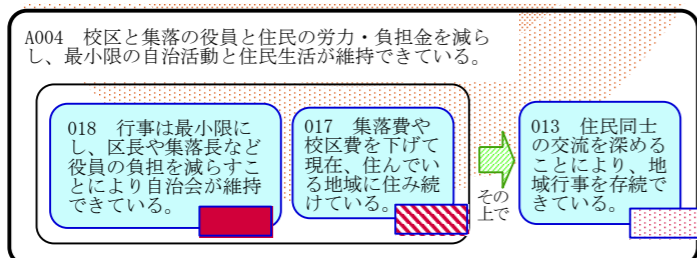 A004 校区と集落の役員と住民の労力・負担金を減ら
し、最小限の自治活動と住民生活が維持できている。
018 行事は最小限に
し、区長や集落長など
役員の負担を減らすこ
とにより自治会が維持
できている。
017 集落費や
校区費を下げて
現在、住んでい
る地域に住み続
けている。
その
上で
013 住民同士
の交流を深める
ことにより、地
域行事を存続で
きている。